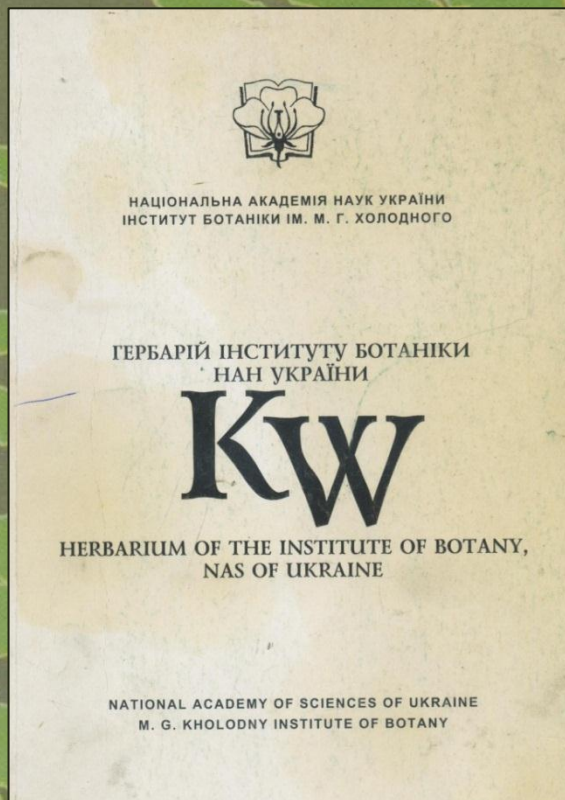 НАЦІОНАЛЬНА АКАДЕМІЯ НАУК УКРАЇНИ
ІНСТИТУТ БОТАНІКИ ІМ. М. Г. ХОЛОДНОГО
ГЕРБАРІЙ ІНСТИТУТУ БОТАНІКИ
НАН УКРАЇНИ
KW
HERBARIUM OF THE INSTITUTE OF BOTANY,
NAS OF UKRAINE
NATIONAL ACADEMY OF SCIENCES OF UKRAINE
M. G. KHOLODNY INSTITUTE OF BOTANY